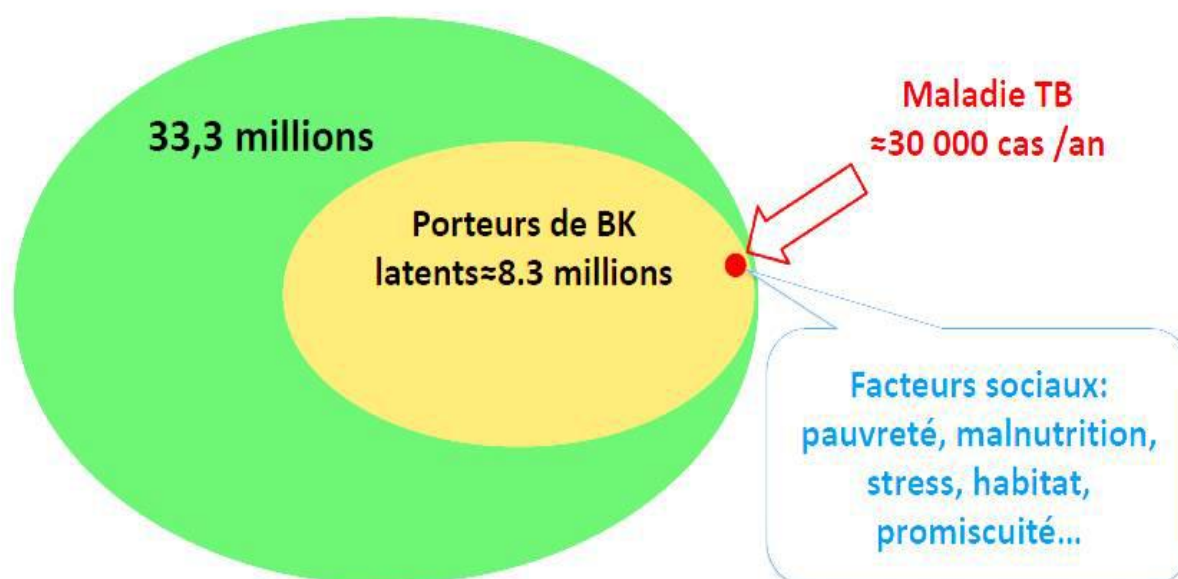 33,3 millions
Porteurs de BK
latents≈8.3 millions
Maladie TB
≈30 000 cas /an
Facteurs sociaux:
pauvreté, malnutrition,
stress, habitat,
promiscuité...